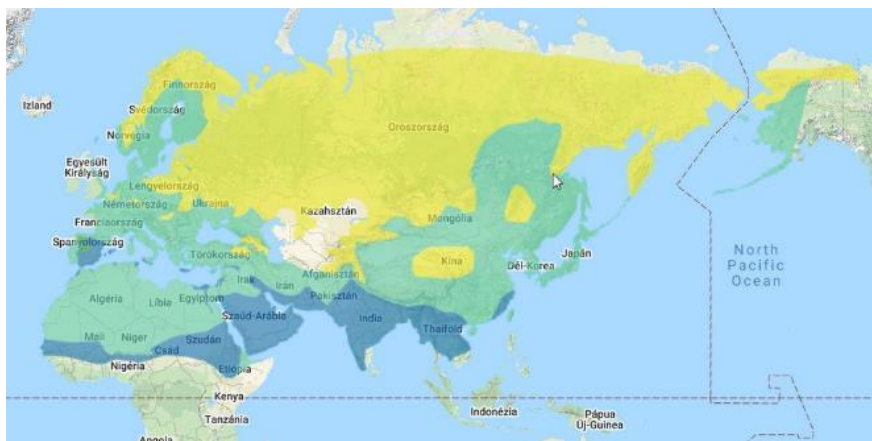 Izland
Finnország
Svédország
Norvégia
Oroszország
Egyesült
Királyság
Lengyelország
Németország
Ukrajna
Kazahsztán
Mongólia
Franciaország
Spanyolország
Törökország
Afganisztán
Kína
Dél-Korea
Japán
North
Pacific
Ocean
Irak
Irán
Pakisztán
Algéria
Líbia
Egyiptom
Szaúd-Arábia
India
Thaiföld
Mali
Niger
Csád
Szudán
Nigéria
Etiópia
Kenya
Tanzánia
Angola
Indonézia
Pápua
Új-Guinea